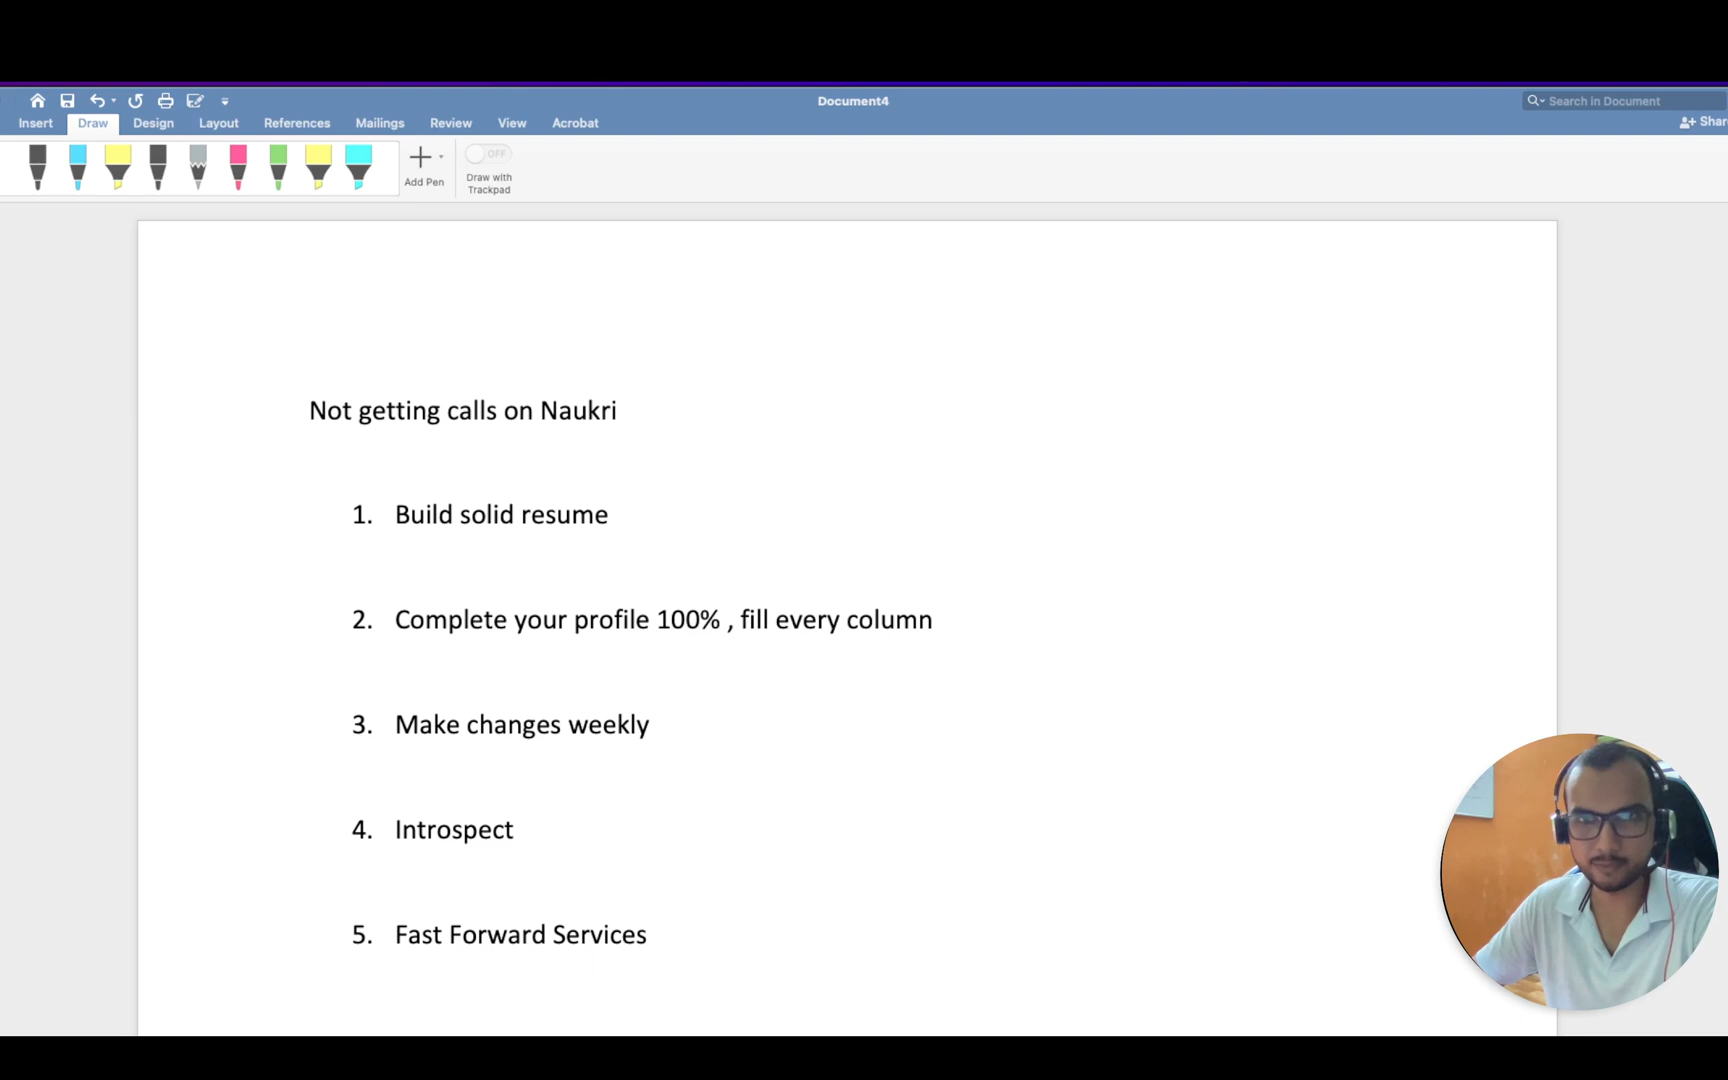 Document4
Search in Document
Insert Draw Design Layout References Mailings Review View Acrobat
Shar
Add Pen
OFF
Draw with
Trackpad
Not getting calls on Naukri
1. Build solid resume
2. Complete your profile 100% , fill every column
3. Make changes weekly
4. Introspect
5. Fast Forward Services